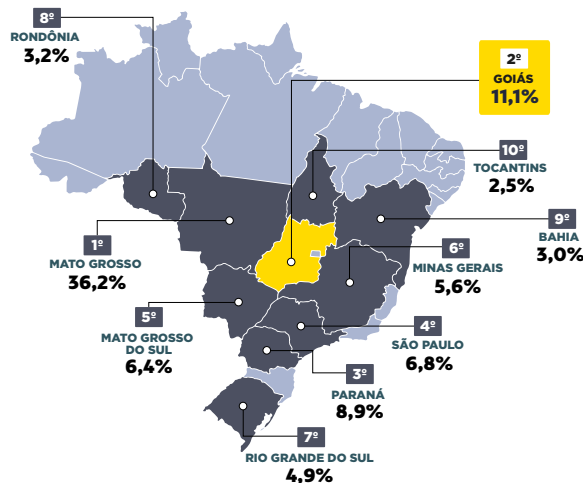 8º
RONDÔNIA
3,2%
2º
GOIÁS
11,1%
10º
TOCANTINS
2,5%
9º
BAHIA
3,0%
1º
MATO GROSSO
36,2%
6º
MINAS GERAIS
5,6%
5º
MATO GROSSO
DO SUL
6,4%
4º
SÃO PAULO
6,8%
3º
PARANÁ
8,9%
7º
RIO GRANDE DO SUL
4,9%